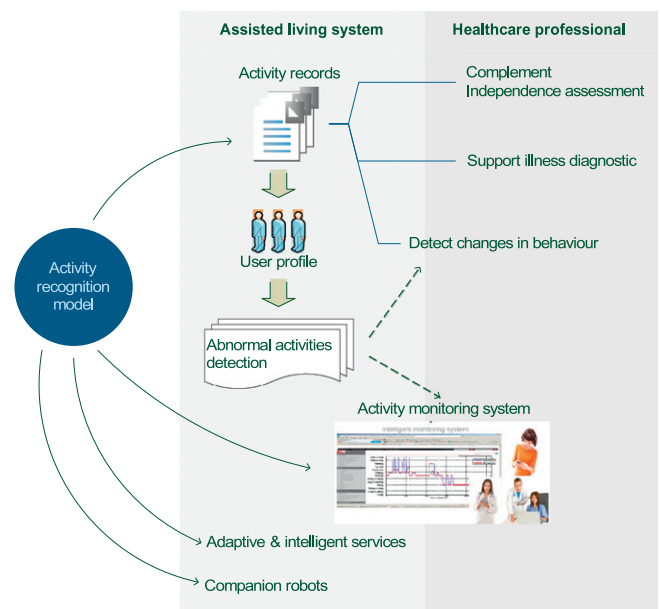 Assisted living system
Healthcare professional
Activity records
Complement
Independence assessment
Support illness diagnostic
Detect changes in behaviour
User profile
Activity
recognition
model
Abnormal activities
detection
Activity monitoring system
intelligent monitoring system
Adaptive & intelligent services
Companion robots